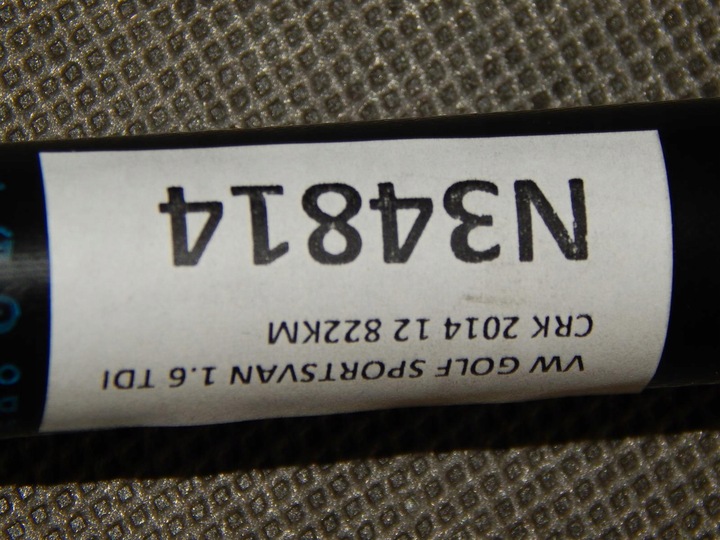 VW GOLF SPORTSVAN 1.6 TDI
CRK 2014 12 822KM
N34814